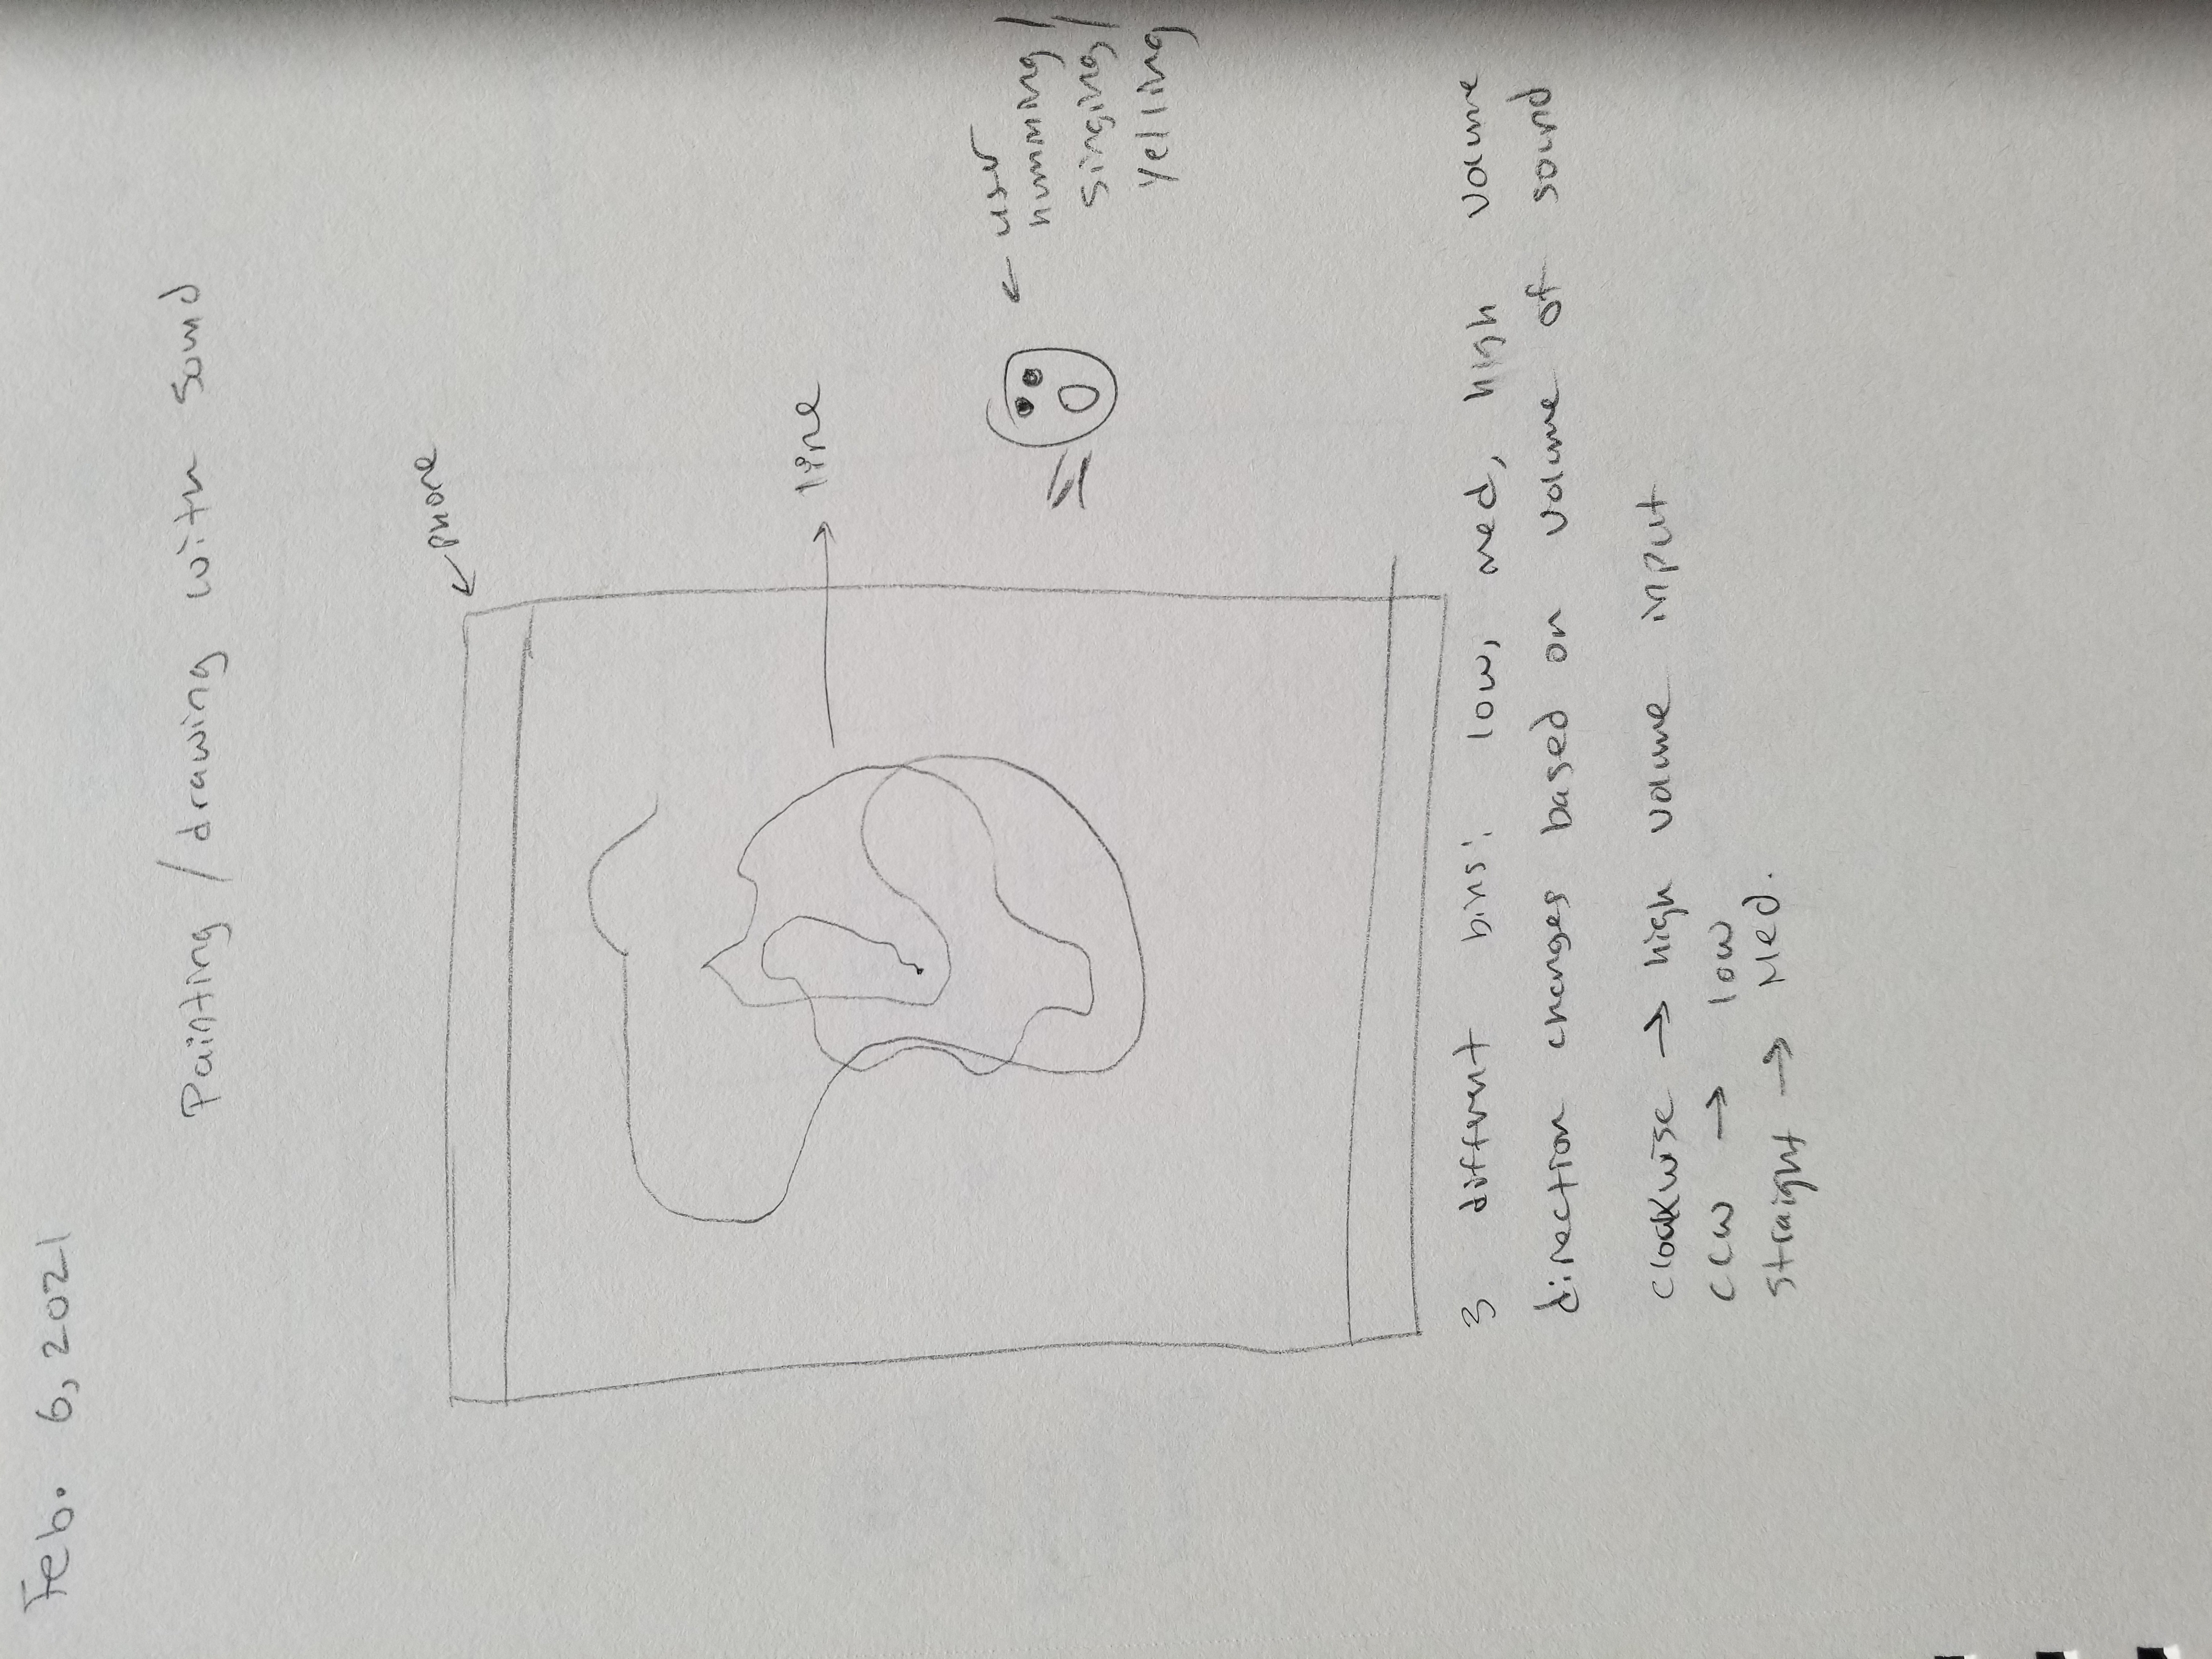 Feb. 6, 2021
Painting / drawing with sound
← phone
→ line
← user
humming /
singing /
yelling
3 different bins: low, med, high volume
direction changes based on volume of sound
clockwise → high volume input
CCW → low
straight → Med.